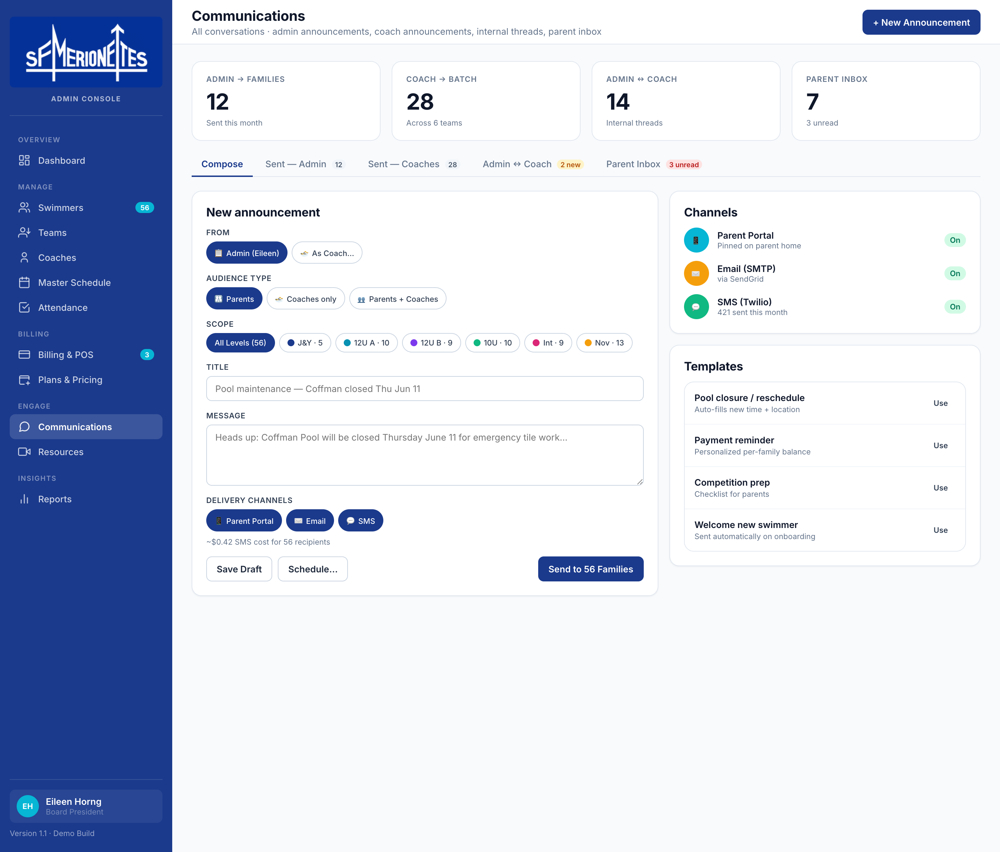 SF MERIONETTES
ADMIN CONSOLE
OVERVIEW
Dashboard
MANAGE
Swimmers 56
Teams
Coaches
Master Schedule
Attendance
BILLING
Billing & POS 3
Plans & Pricing
ENGAGE
Communications
Resources
INSIGHTS
Reports
EH
Eileen Horng
Board President
Version 1.1 · Demo Build
Communications
All conversations · admin announcements, coach announcements, internal threads, parent inbox
+ New Announcement
ADMIN → FAMILIES
12
Sent this month
COACH → BATCH
28
Across 6 teams
ADMIN ↔ COACH
14
Internal threads
PARENT INBOX
7
3 unread
Compose Sent — Admin 12 Sent — Coaches 28 Admin ↔ Coach 2 new Parent Inbox 3 unread
New announcement
FROM
Admin (Eileen) As Coach...
AUDIENCE TYPE
Parents Coaches only Parents + Coaches
SCOPE
All Levels (56) J&Y · 5 12U A · 10 12U B · 9 10U · 10 Int · 9 Nov · 13
TITLE
Pool maintenance — Coffman closed Thu Jun 11
MESSAGE
Heads up: Coffman Pool will be closed Thursday June 11 for emergency tile work...
DELIVERY CHANNELS
Parent Portal Email SMS
~$0.42 SMS cost for 56 recipients
Save Draft Schedule... Send to 56 Families
Channels
Parent Portal
Pinned on parent home
On
Email (SMTP)
via SendGrid
On
SMS (Twilio)
421 sent this month
On
Templates
Pool closure / reschedule
Auto-fills new time + location
Use
Payment reminder
Personalized per-family balance
Use
Competition prep
Checklist for parents
Use
Welcome new swimmer
Sent automatically on onboarding
Use